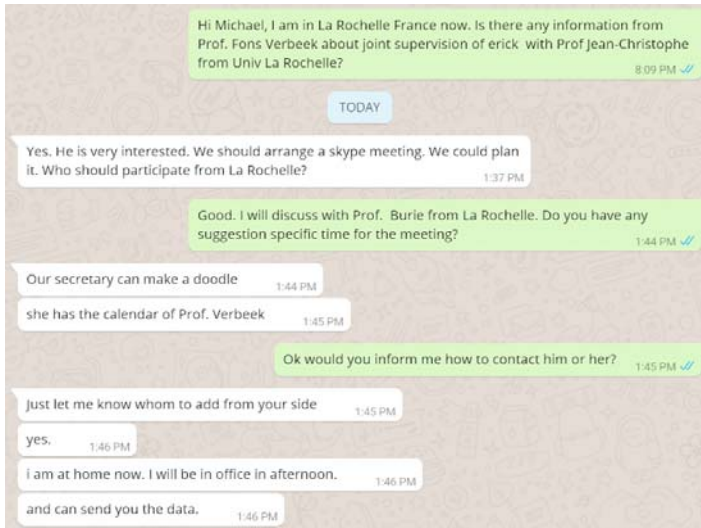 Hi Michael, I am in La Rochelle France now. Is there any information from
Prof. Fons Verbeek about joint supervision of erick with Prof Jean-Christophe
from Univ La Rochelle?
8:09 PM
TODAY
Yes. He is very interested. We should arrange a skype meeting. We could plan
it. Who should participate from La Rochelle?
1:37 PM
Good. I will discuss with Prof. Burie from La Rochelle. Do you have any
suggestion specific time for the meeting?
1:44 PM
Our secretary can make a doodle
1:44 PM
she has the calendar of Prof. Verbeek
1:45 PM
Ok would you inform me how to contact him or her?
1:45 PM
Just let me know whom to add from your side
1:45 PM
yes.
1:46 PM
i am at home now. I will be in office in afternoon.
1:46 PM
and can send you the data.
1:46 PM